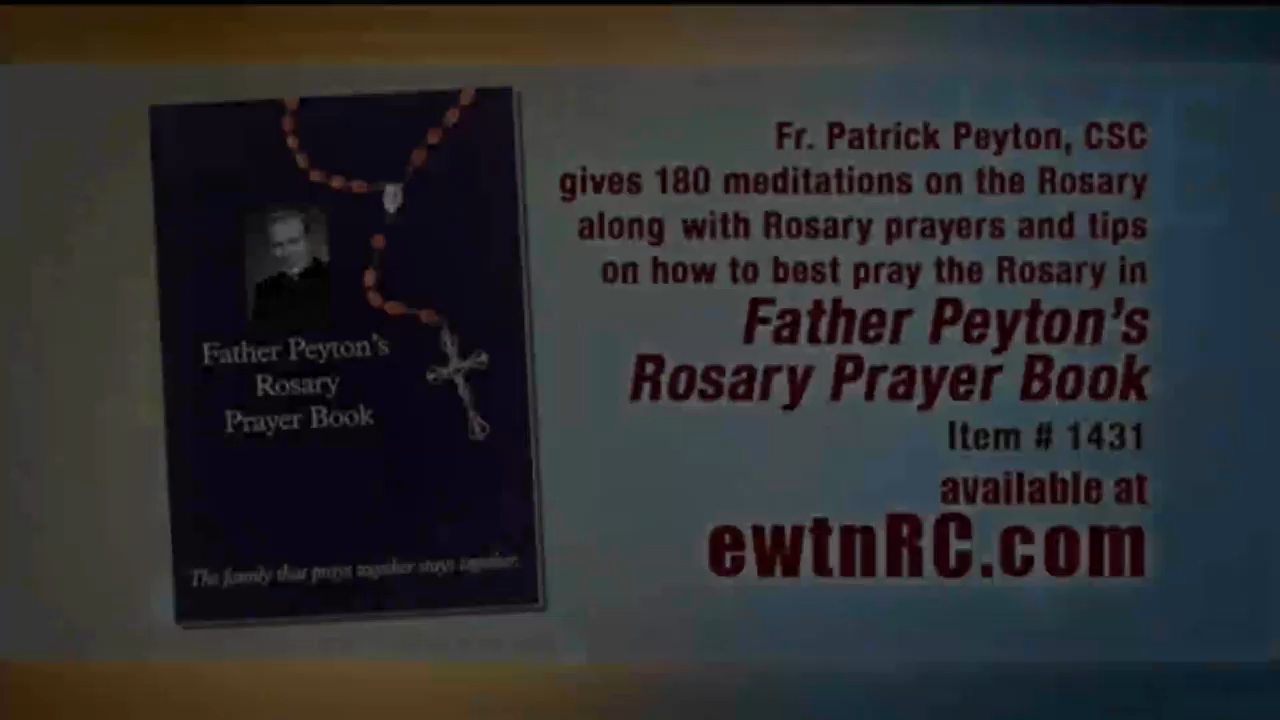 Father Peyton's
Rosary
Prayer Book
The family that prays together stays together.
Fr. Patrick Peyton, CSC
gives 180 meditations on the Rosary
along with Rosary prayers and tips
on how to best pray the Rosary in
Father Peyton's
Rosary Prayer Book
Item # 1431
available at
ewtnRC.com